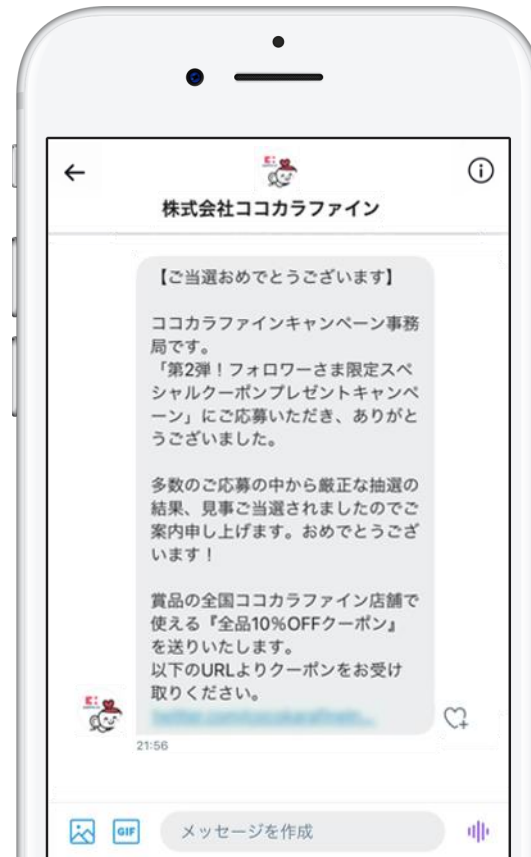 株式会社ココカラファイン
【ご当選おめでとうございます】
ココカラファインキャンペーン事務
局です。
「第2弾!フォロワーさま限定スペ
シャルクーポンプレゼントキャンペ
ーン」にご応募いただき、ありがと
うございました。
多数のご応募の中から厳正な抽選の
結果、見事ご当選されましたのでご
案内申し上げます。おめでとうござ
います!
賞品の全国ココカラファイン店舗で
使える『全品10%OFFクーポン』
を送りいたします。
以下のURLよりクーポンをお受け
取りください。
21:56
GIF
メッセージを作成